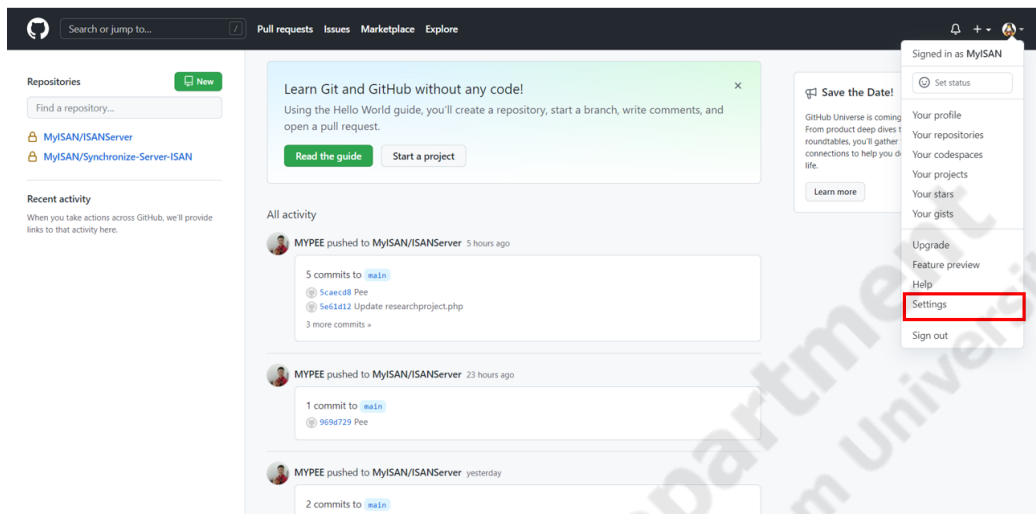 Search or jump to...
/
Pull requests Issues Marketplace Explore
Signed in as MyISAN
Set status
Your profile
Your repositories
Your codespaces
Your projects
Your stars
Your gists
Upgrade
Feature preview
Help
Settings
Sign out
Repositories
New
Find a repository...
MyISAN/ISANServer
MyISAN/Synchronize-Server-ISAN
Recent activity
When you take actions across GitHub, we'll provide
links to that activity here.
Learn Git and GitHub without any code!
Using the Hello World guide, you'll create a repository, start a branch, write comments, and
open a pull request.
Read the guide
Start a project
All activity
MYPEE pushed to MyISAN/ISANServer 5 hours ago
5 commits to main
5caecd8 Pee
5e61d12 Update researchproject.php
3 more commits »
MYPEE pushed to MyISAN/ISANServer 23 hours ago
1 commit to main
969d729 Pee
MYPEE pushed to MyISAN/ISANServer yesterday
2 commits to main
Save the Date!
GitHub Universe is coming
From product deep dives
roundtables, you'll gather
connections to help you
life.
Learn more